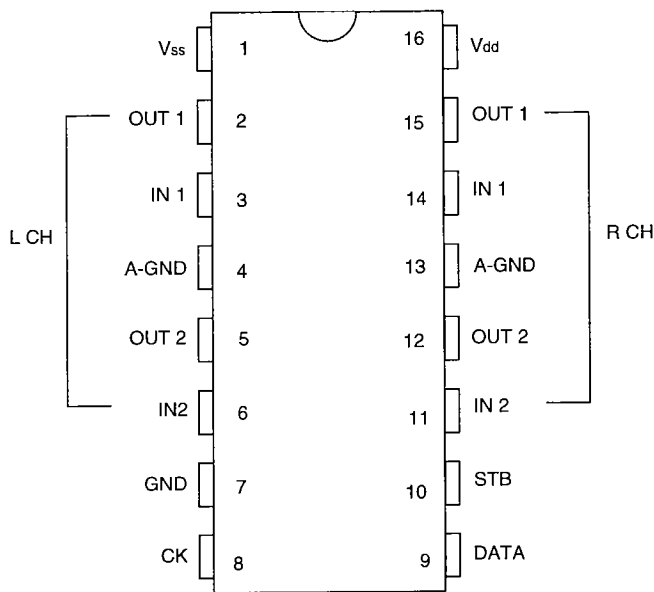 Vss 1 16 Vdd
OUT 1 2 15 OUT 1
IN 1 3 14 IN 1
L CH R CH
A-GND 4 13 A-GND
OUT 2 5 12 OUT 2
IN2 6 11 IN 2
GND 7 10 STB
CK 8 9 DATA